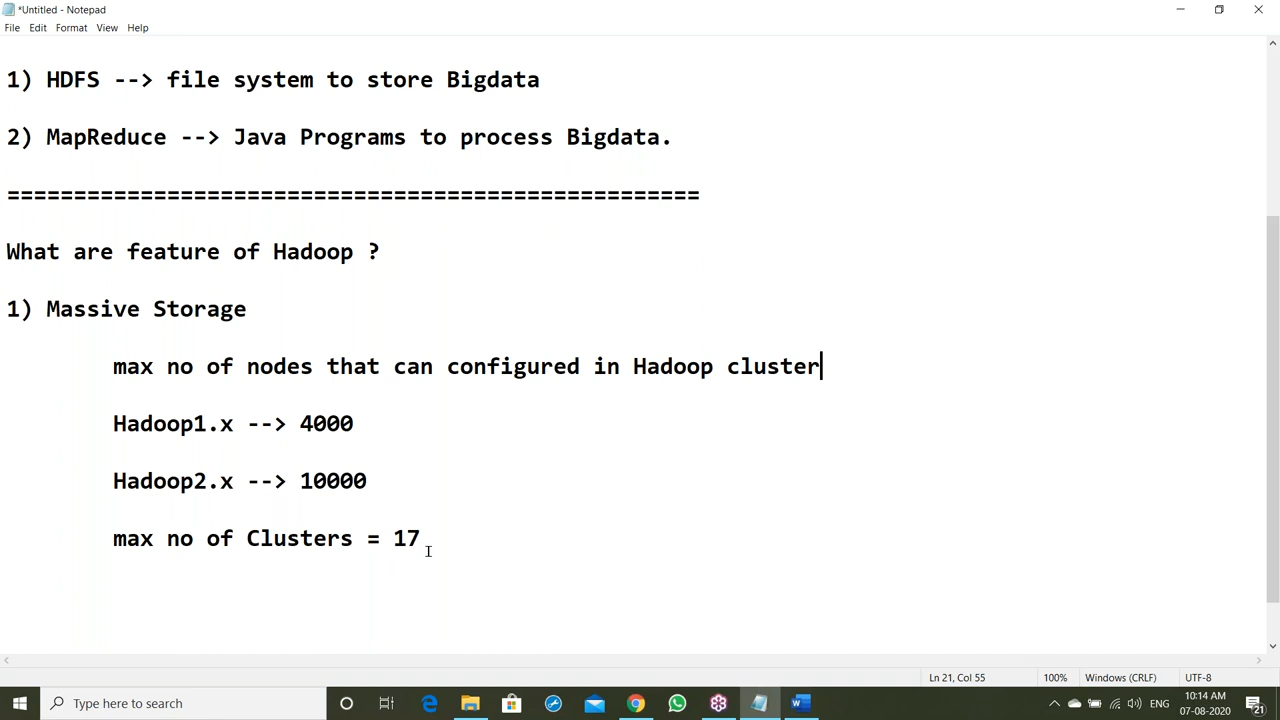 *Untitled - Notepad
File Edit Format View Help
1) HDFS --> file system to store Bigdata
2) MapReduce --> Java Programs to process Bigdata.
====================================================
What are feature of Hadoop ?
1) Massive Storage
max no of nodes that can configured in Hadoop cluster
Hadoop1.x --> 4000
Hadoop2.x --> 10000
max no of Clusters = 17
Ln 21, Col 55 100% Windows (CRLF) UTF-8
Type here to search
ENG
10:14 AM
07-08-2020
21